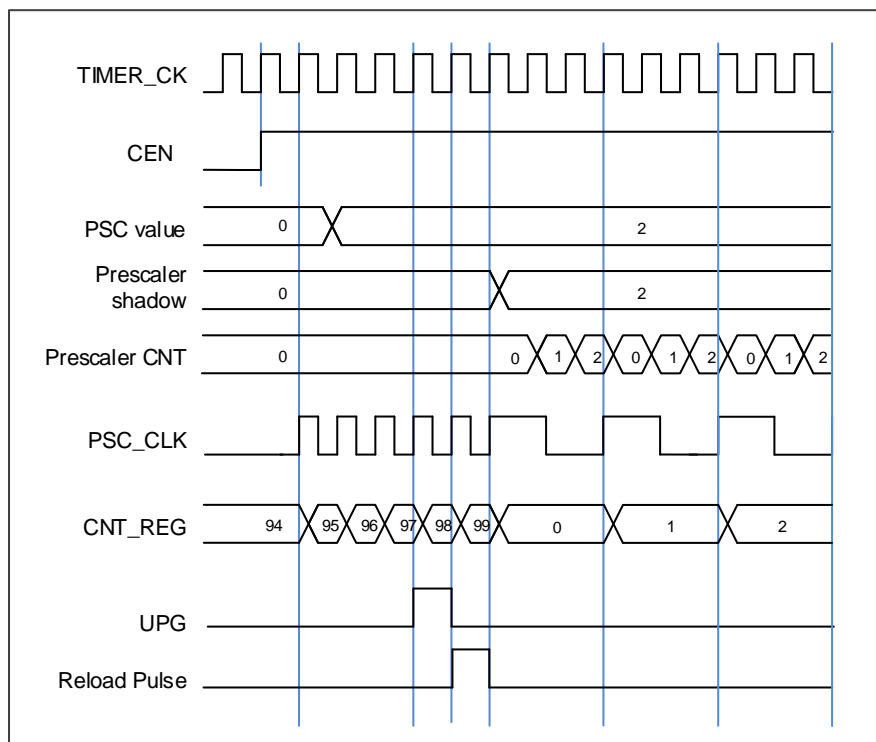 TIMER_CK
CEN
PSC value 0 2
Prescaler
shadow 0 2
Prescaler CNT 0 0 1 2 0 1 2 0 1 2
PSC_CLK
CNT_REG 94 95 96 97 98 99 0 1 2
UPG
Reload Pulse